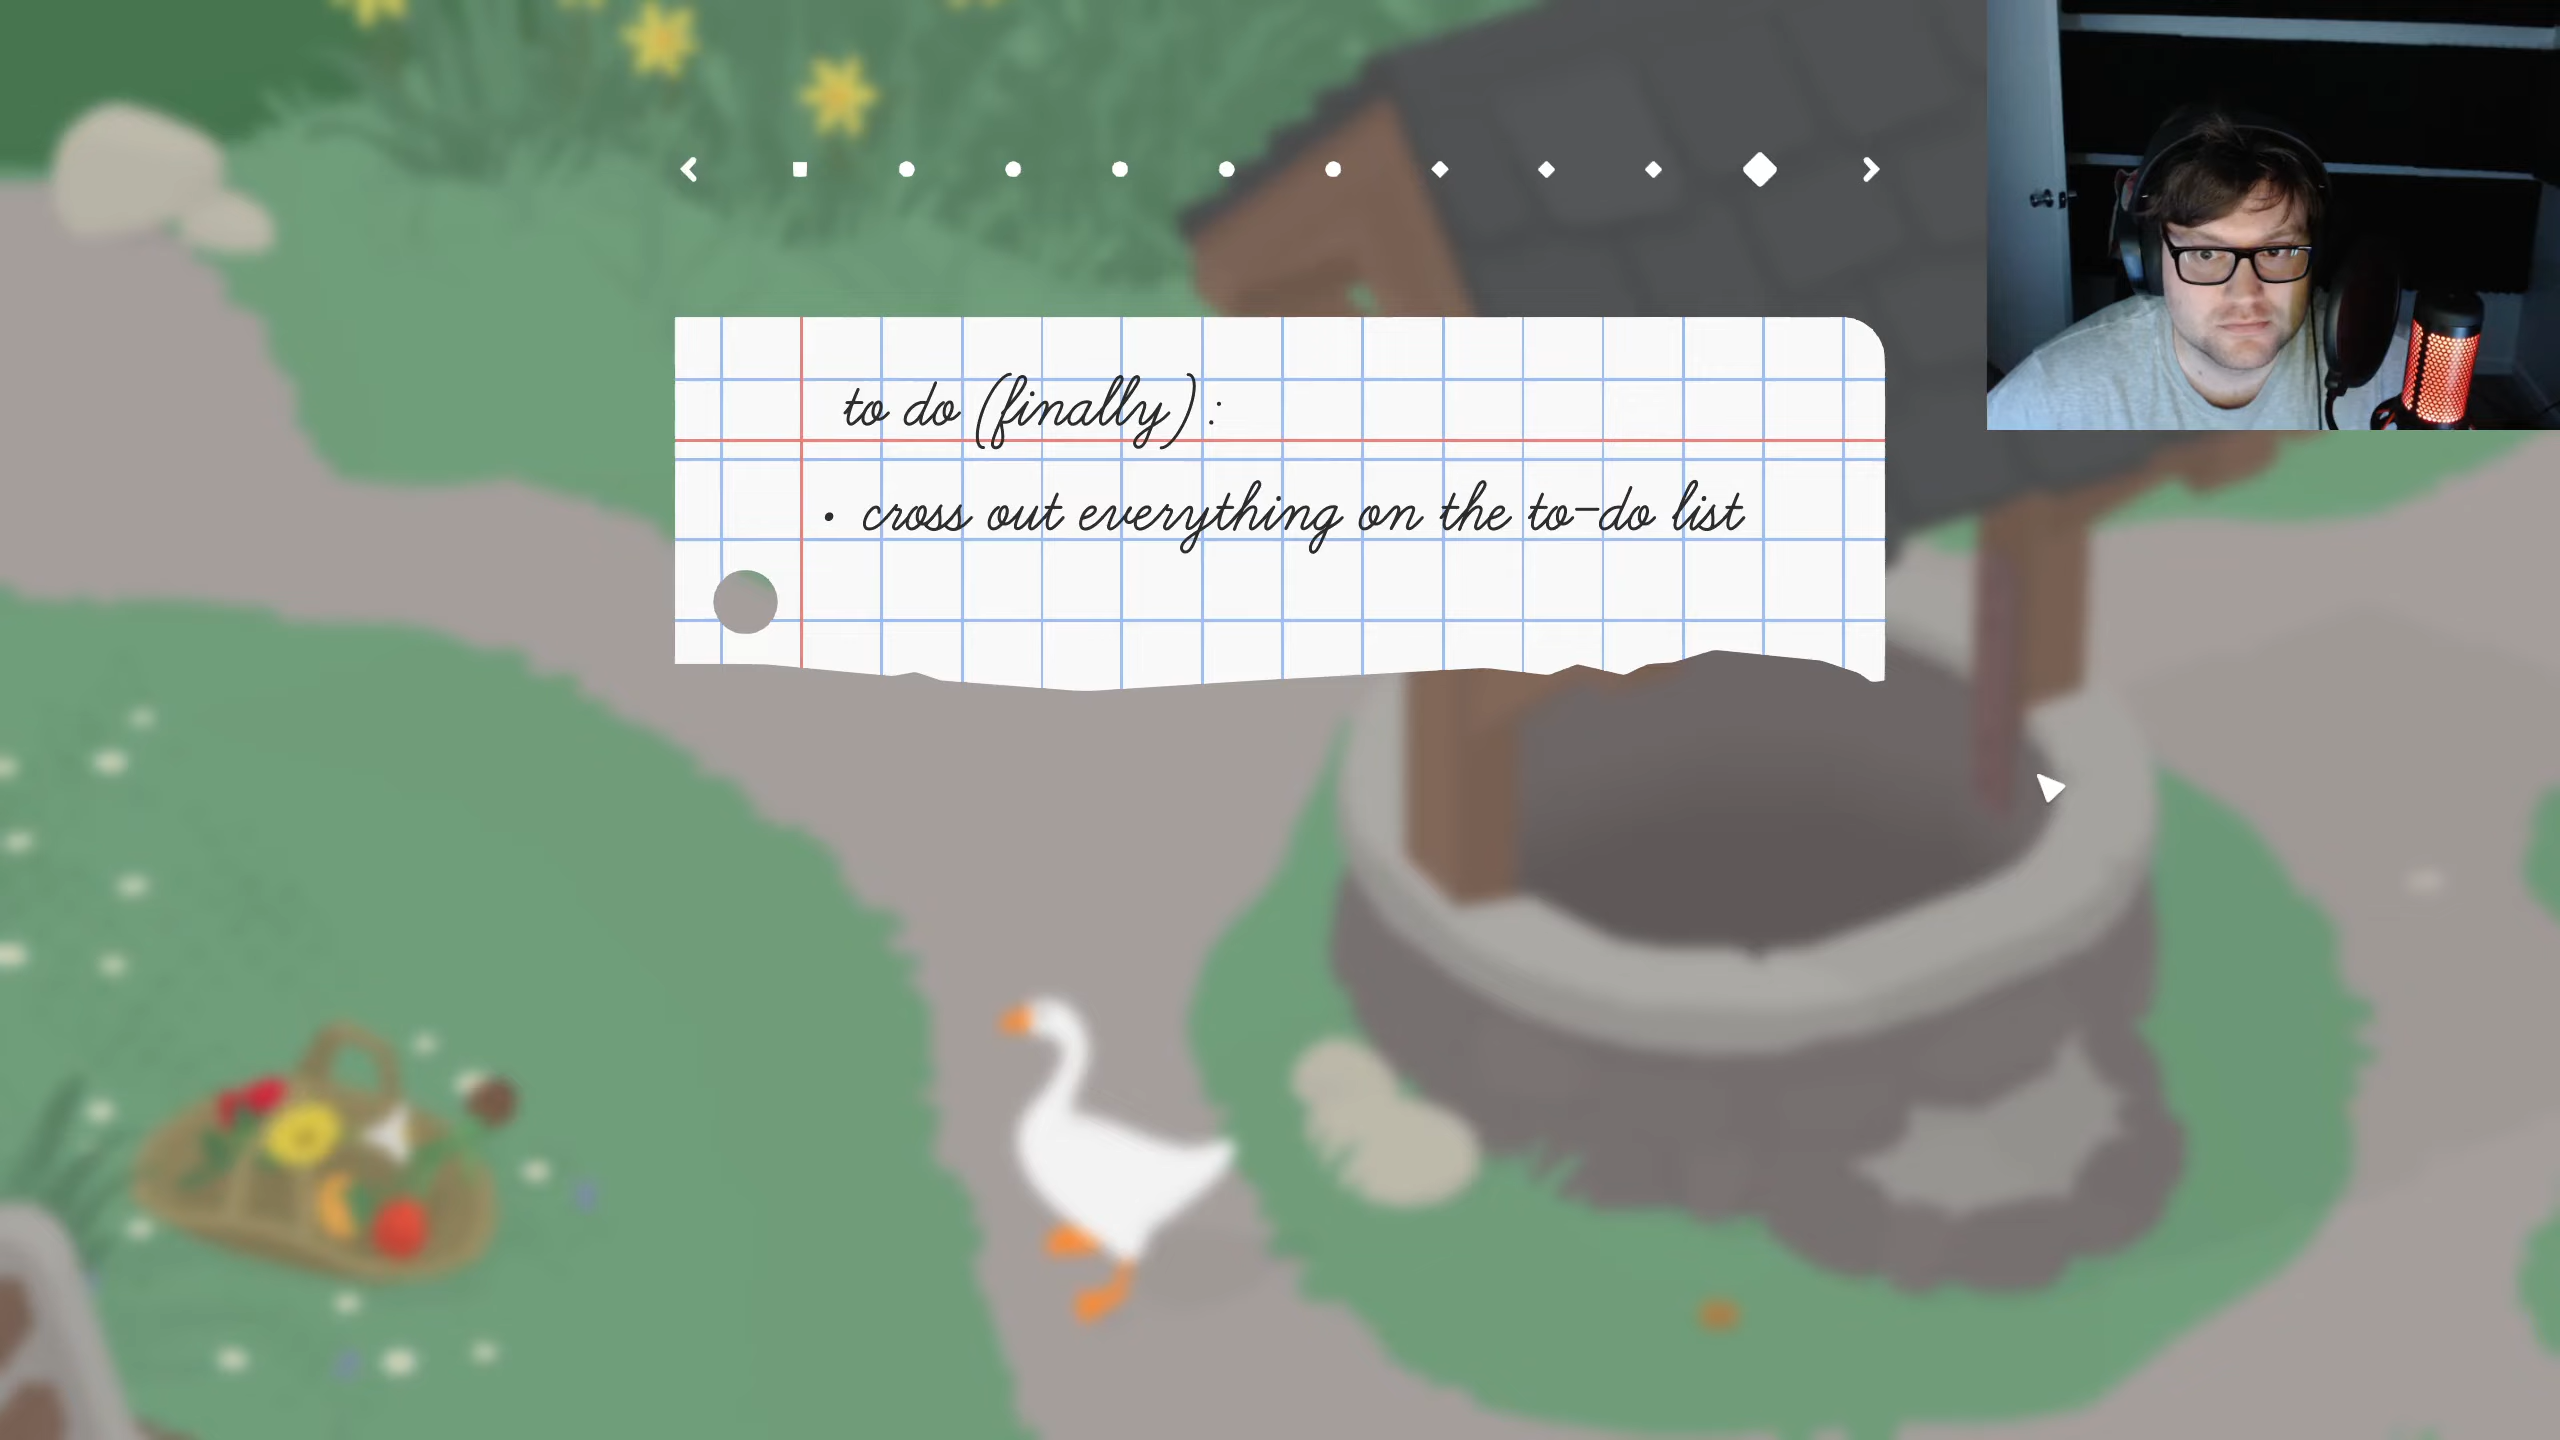 to do (finally):
• cross out everything on the to-do list